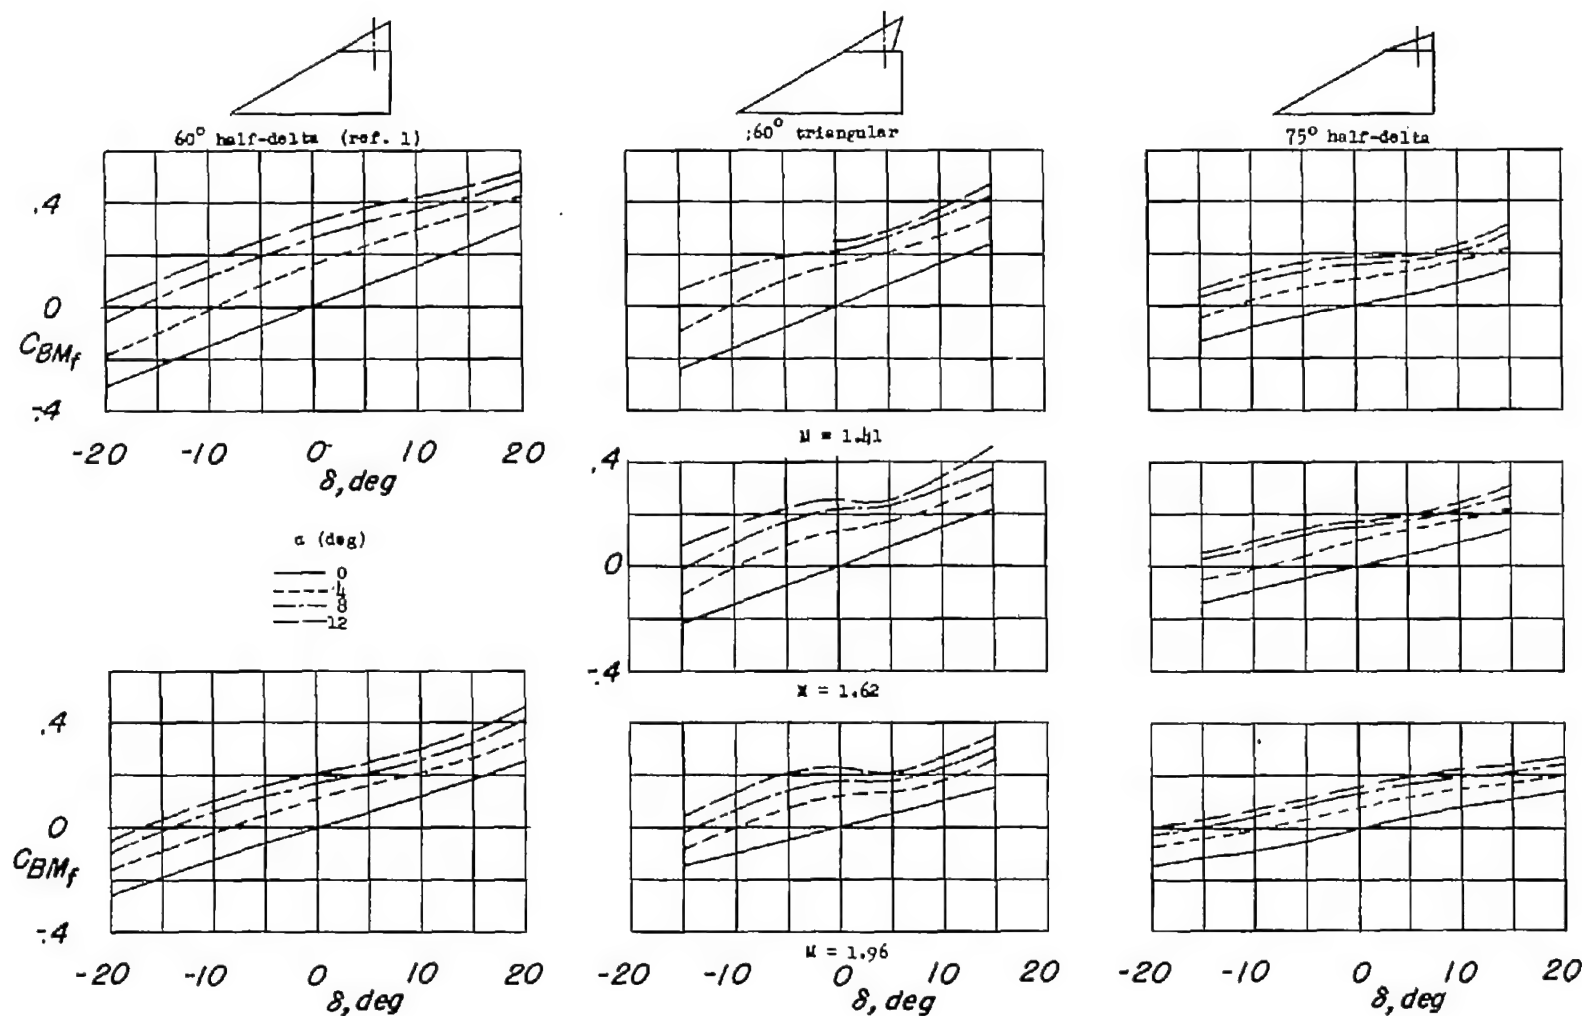 60° half-delta (ref. 1)
:60° triangular
75° half-delta
.4
0
C_BMf
-.4
-20 -10 0 10 20
δ, deg
M = 1.41
.4
0
-.4
α (deg)
0
4
8
12
M = 1.62
.4
0
C_BMf
-.4
M = 1.96
-20 -10 0 10 20
δ, deg
-20 -10 0 10 20
δ, deg
-20 -10 0 10 20
δ, deg